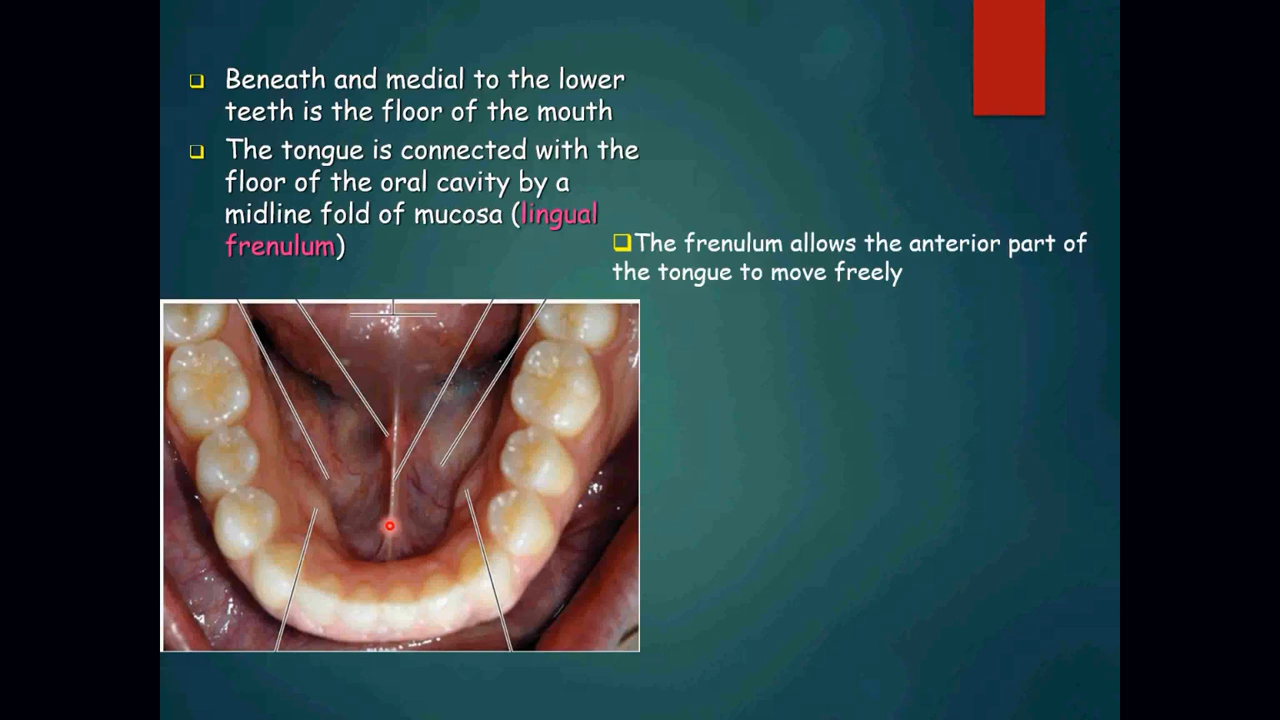 Beneath and medial to the lower
teeth is the floor of the mouth
The tongue is connected with the
floor of the oral cavity by a
midline fold of mucosa (lingual
frenulum)
The frenulum allows the anterior part of
the tongue to move freely